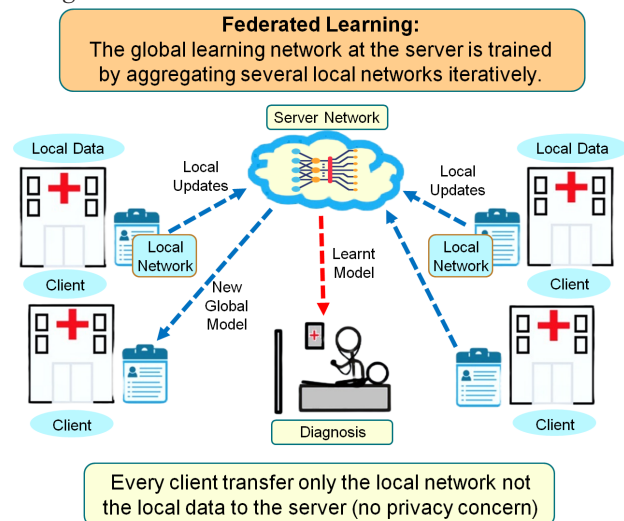 Federated Learning:
The global learning network at the server is trained
by aggregating several local networks iteratively.
Server Network
Local Data
Local Data
Local
Updates
Local
Updates
Local
Network
Local
Network
Learnt
Model
Client
Client
New
Global
Model
Client
Diagnosis
Client
Every client transfer only the local network not
the local data to the server (no privacy concern)